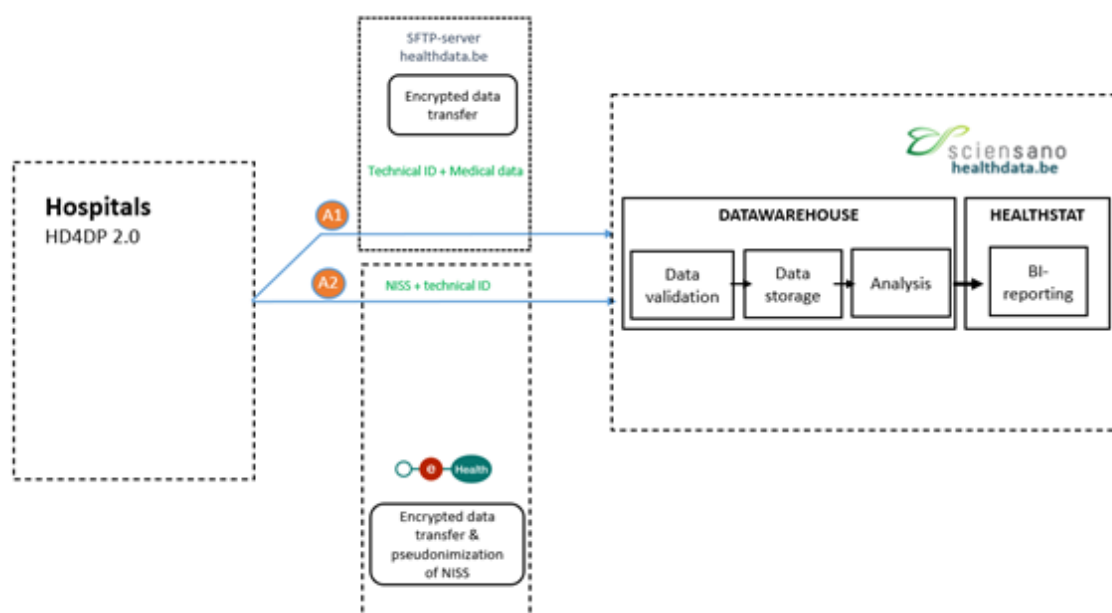 SFTP-server
healthdata.be
Encrypted data
transfer
Technical ID + Medical data
Hospitals
HD4DP 2.0
A1
A2
NISS + technical ID
e
Health
Encrypted data
transfer &
pseudonimization
of NISS
sciensano
healthdata.be
DATAWAREHOUSE
HEALTHSTAT
Data
validation
Data
storage
Analysis
BI-
reporting